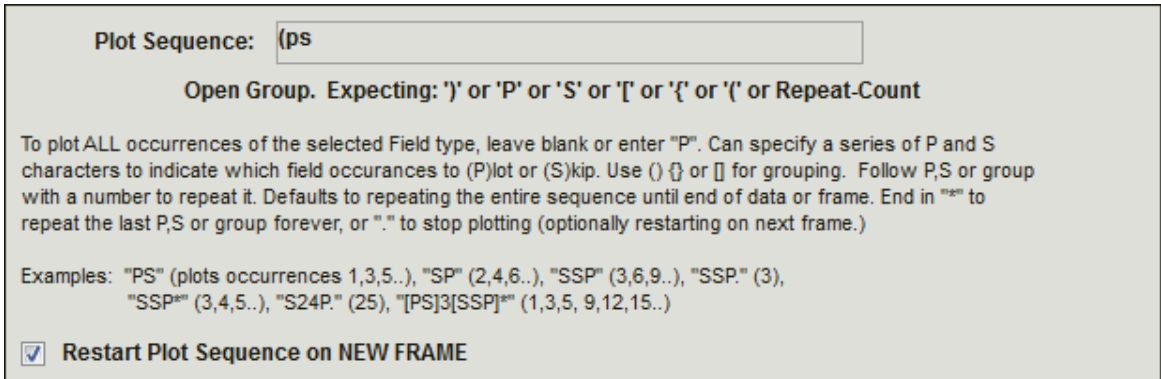 Plot Sequence: (ps
Open Group. Expecting: ')' or 'P' or 'S' or '[' or '{' or '(' or Repeat-Count
To plot ALL occurrences of the selected Field type, leave blank or enter "P". Can specify a series of P and S
characters to indicate which field occurances to (P)lot or (S)kip. Use () {} or [] for grouping. Follow P,S or group
with a number to repeat it. Defaults to repeating the entire sequence until end of data or frame. End in "*" to
repeat the last P,S or group forever, or "." to stop plotting (optionally restarting on next frame.)
Examples: "PS" (plots occurrences 1,3,5..), "SP" (2,4,6..), "SSP" (3,6,9..), "SSP." (3),
"SSP*" (3,4,5..), "S24P." (25), "[PS]3[SSP]*" (1,3,5, 9,12,15..)
Restart Plot Sequence on NEW FRAME